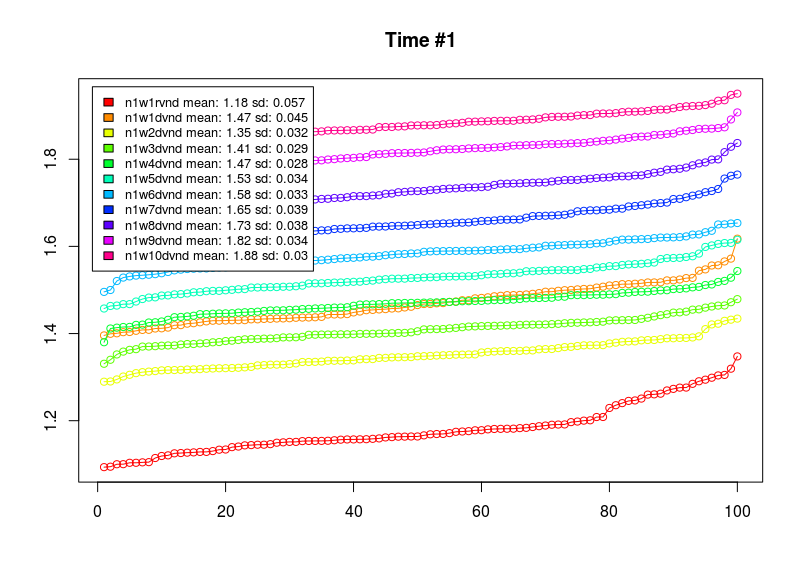 Time #1
n1w1rvnd mean: 1.18 sd: 0.057
n1w1dvnd mean: 1.47 sd: 0.045
n1w2dvnd mean: 1.35 sd: 0.032
n1w3dvnd mean: 1.41 sd: 0.029
n1w4dvnd mean: 1.47 sd: 0.028
n1w5dvnd mean: 1.53 sd: 0.034
n1w6dvnd mean: 1.58 sd: 0.033
n1w7dvnd mean: 1.65 sd: 0.039
n1w8dvnd mean: 1.73 sd: 0.038
n1w9dvnd mean: 1.82 sd: 0.034
n1w10dvnd mean: 1.88 sd: 0.03
1.8
1.6
1.4
1.2
0 20 40 60 80 100